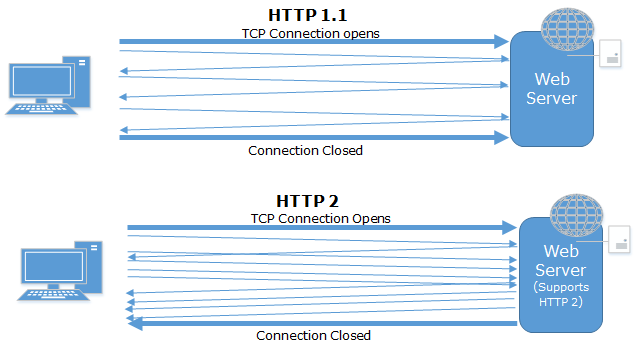 HTTP 1.1
TCP Connection opens
Web
Server
Connection Closed
HTTP 2
TCP Connection Opens
Web
Server
(Supports
HTTP 2)
Connection Closed